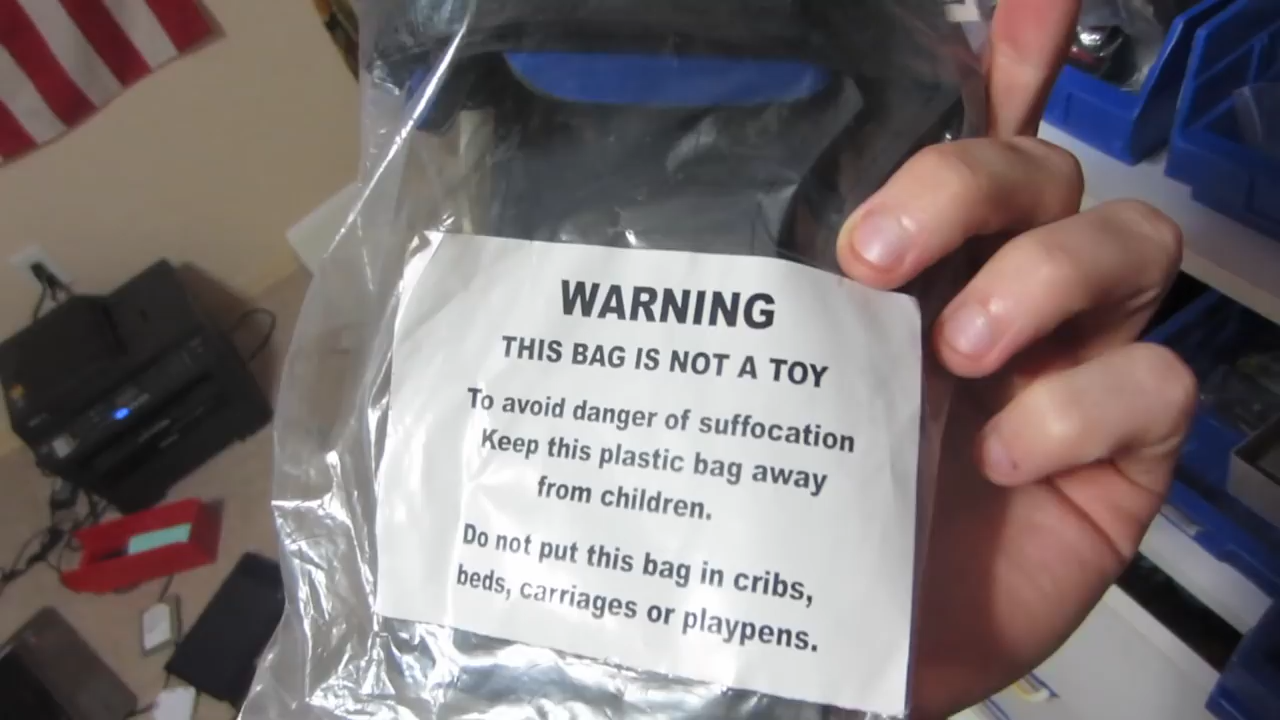 WARNING
THIS BAG IS NOT A TOY
To avoid danger of suffocation
Keep this plastic bag away
from children.
Do not put this bag in cribs,
beds, carriages or playpens.